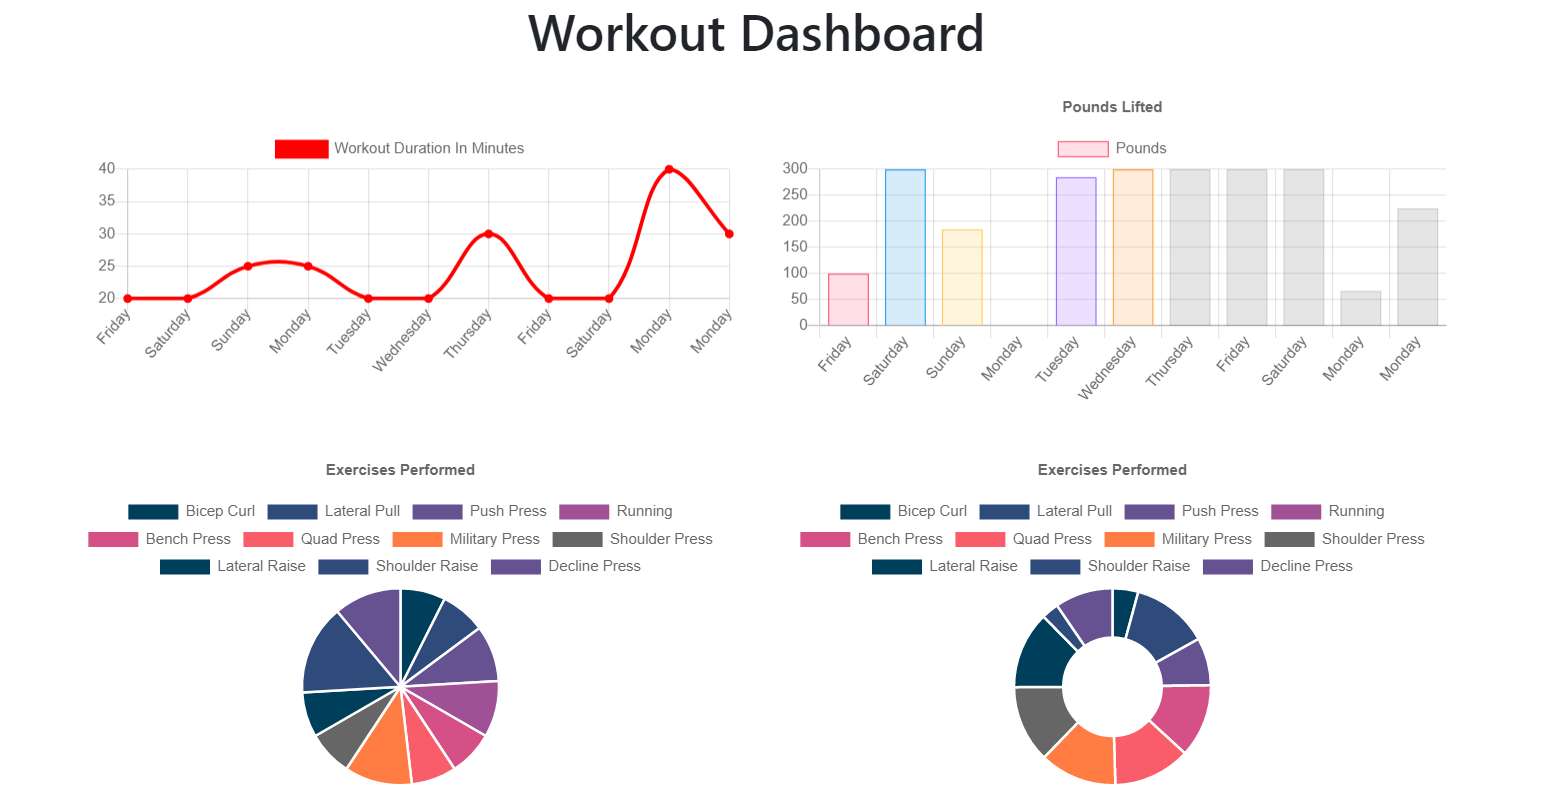 Workout Dashboard
Workout Duration In Minutes
40
35
30
25
20
Friday
Saturday
Sunday
Monday
Tuesday
Wednesday
Thursday
Friday
Saturday
Monday
Monday
Pounds Lifted
Pounds
300
250
200
150
100
50
0
Friday
Saturday
Sunday
Monday
Tuesday
Wednesday
Thursday
Friday
Saturday
Monday
Monday
Exercises Performed
Bicep Curl Lateral Pull Push Press Running
Bench Press Quad Press Military Press Shoulder Press
Lateral Raise Shoulder Raise Decline Press
Exercises Performed
Bicep Curl Lateral Pull Push Press Running
Bench Press Quad Press Military Press Shoulder Press
Lateral Raise Shoulder Raise Decline Press